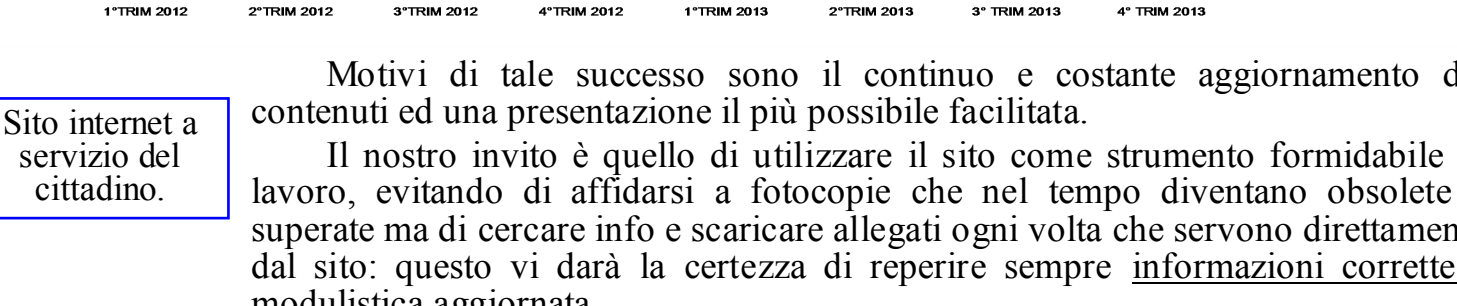 1°TRIM 2012 2°TRIM 2012 3°TRIM 2012 4°TRIM 2012 1°TRIM 2013 2°TRIM 2013 3° TRIM 2013 4° TRIM 2013
Sito internet a
servizio del
cittadino.
Motivi di tale successo sono il continuo e costante aggiornamento d
contenuti ed una presentazione il più possibile facilitata.
Il nostro invito è quello di utilizzare il sito come strumento formidabile
lavoro, evitando di affidarsi a fotocopie che nel tempo diventano obsolete
superate ma di cercare info e scaricare allegati ogni volta che servono direttamen
dal sito: questo vi darà la certezza di reperire sempre informazioni corrette
modulistica aggiornata